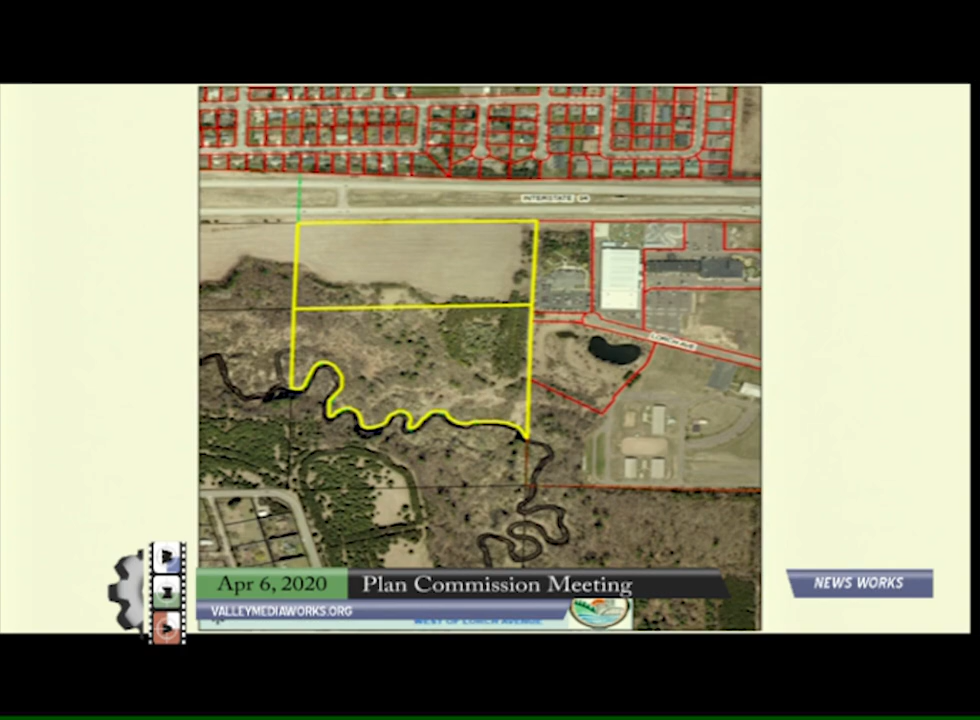 INTERSTATE 94
LORCH AVE
Apr 6, 2020
Plan Commission Meeting
NEWS WORKS
VALLEYMEDIAWORKS.ORG
WEST OF LORCH AVENUE
V
M